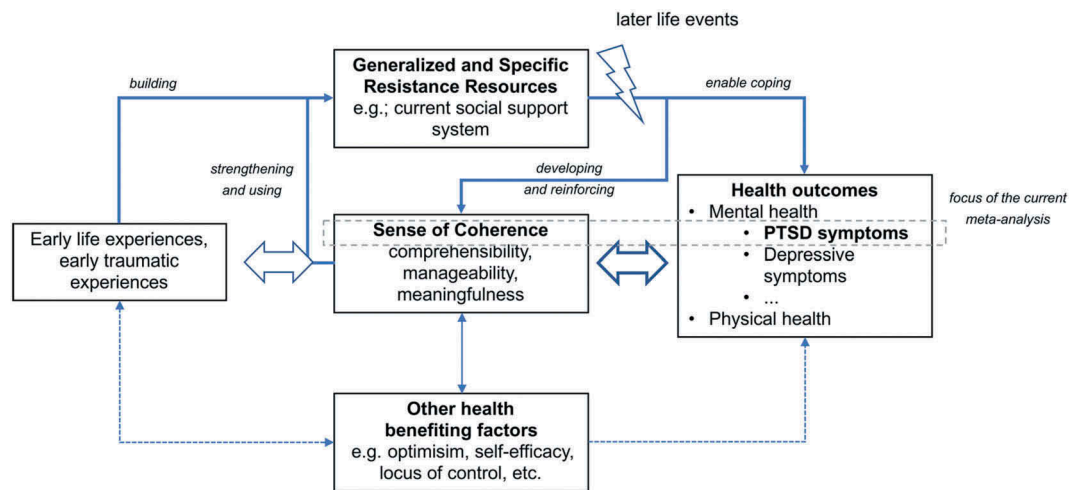 later life events
Generalized and Specific
Resistance Resources
e.g.; current social support
system
building
enable coping
strengthening
and using
developing
and reinforcing
Health outcomes
• Mental health
• PTSD symptoms
• Depressive
symptoms
• ...
• Physical health
focus of the current
meta-analysis
Sense of Coherence
comprehensibility,
manageability,
meaningfulness
Early life experiences,
early traumatic
experiences
Other health
benefiting factors
e.g. optimisim, self-efficacy,
locus of control, etc.